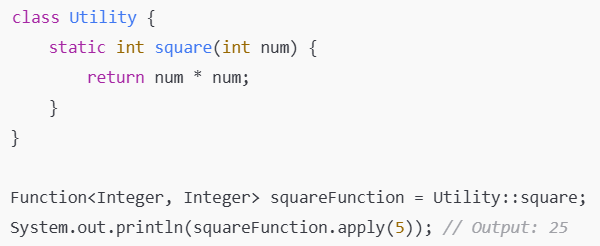 class Utility {
    static int square(int num) {
        return num * num;
    }
}

Function<Integer, Integer> squareFunction = Utility::square;
System.out.println(squareFunction.apply(5)); // Output: 25